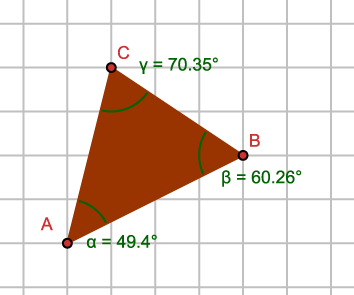 C
γ = 70.35°
B
β = 60.26°
A
α = 49.4°